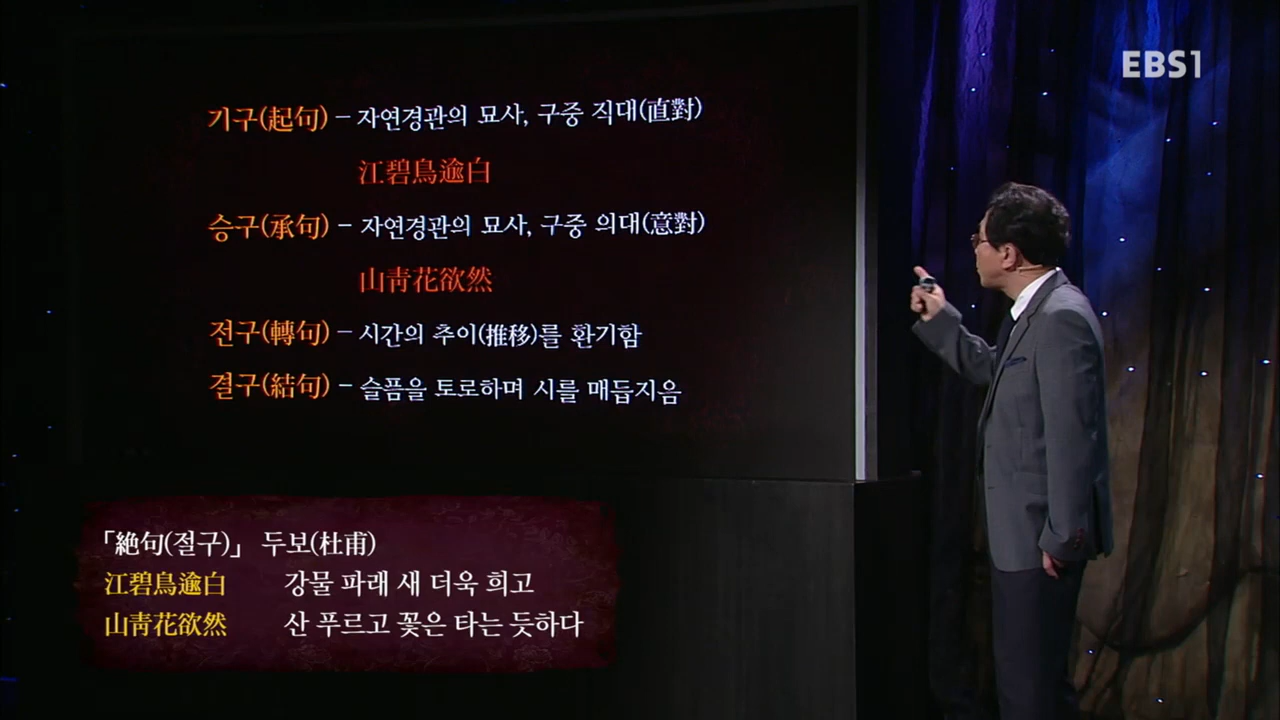 EBS1
기구(起句) – 자연경관의 묘사, 구중 직대(直對)
江碧鳥逾白
승구(承句) – 자연경관의 묘사, 구중 의대(意對)
山靑花欲然
전구(轉句) – 시간의 추이(推移)를 환기함
결구(結句) – 슬픔을 토로하며 시를 매듭지음
「絶句(절구)」 두보(杜甫)
江碧鳥逾白 강물 파래 새 더욱 희고
山靑花欲然 산 푸르고 꽃은 타는 듯하다